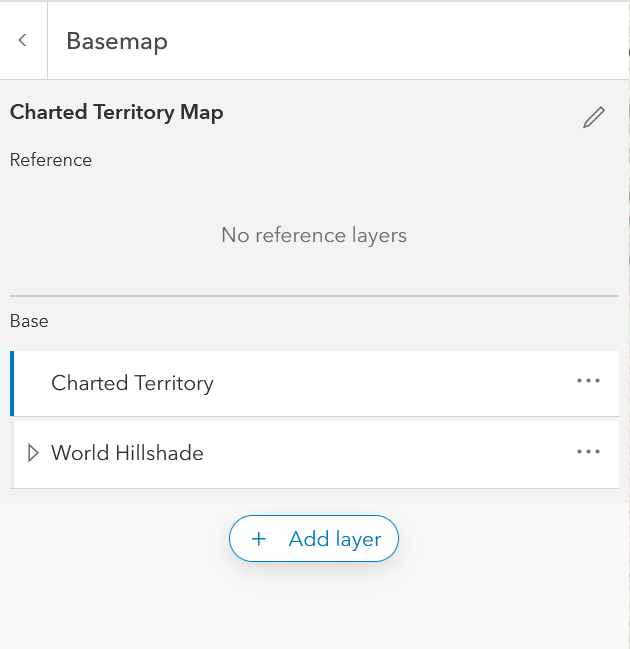 Basemap
Charted Territory Map
Reference
No reference layers
Base
Charted Territory
World Hillshade
+ Add layer